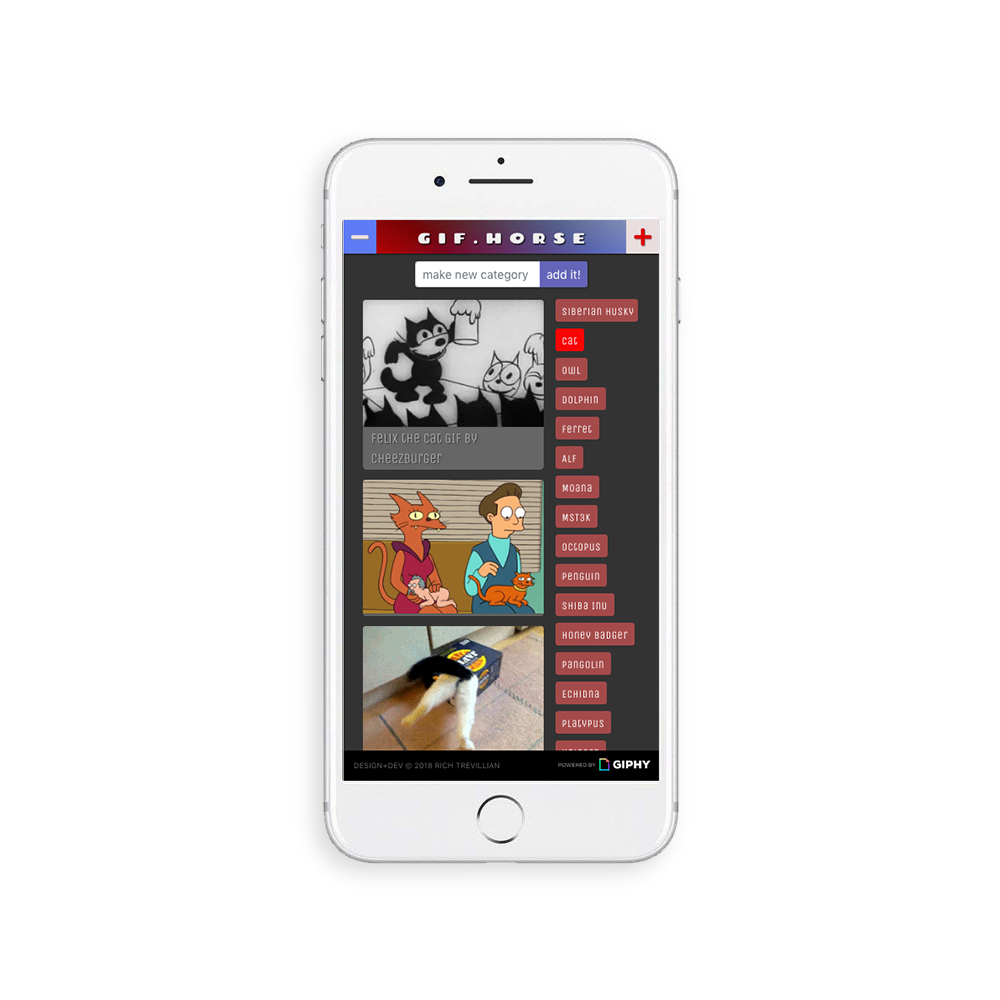 GIF.HORSE
make new category
add it!
Felix the Cat GIF by
Cheezburger
Siberian Husky
Cat
Owl
Dolphin
Ferret
ALF
Moana
MST3K
Octopus
Penguin
Shiba Inu
Honey Badger
Pangolin
Echidna
Platypus
DESIGN+DEV © 2018 RICH TREVILLIAN
POWERED BY GIPHY